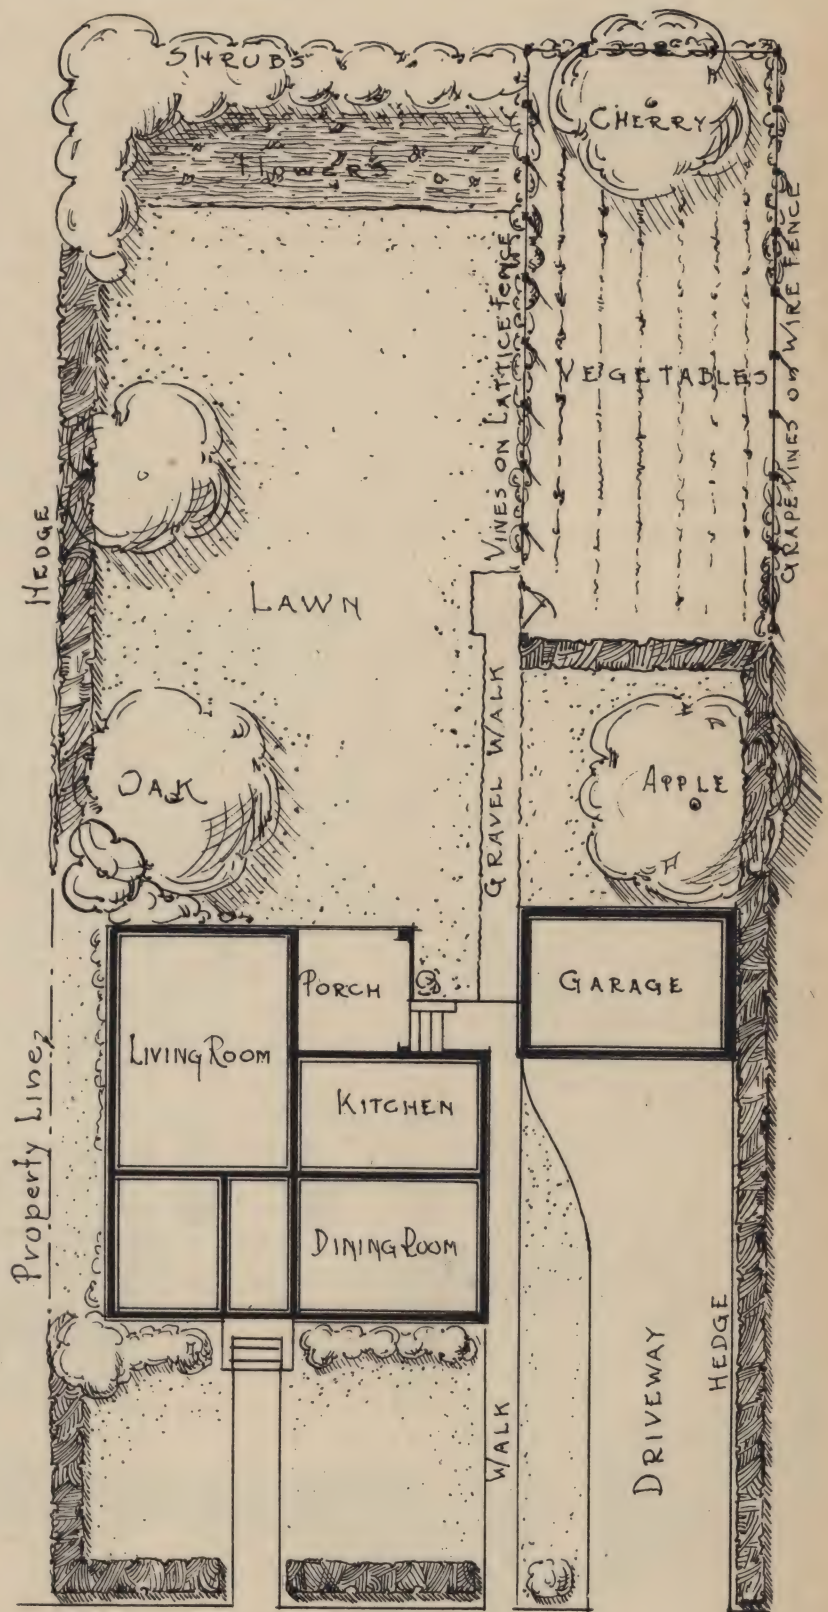 SHRUBS
CHERRY
Flowers
VINES ON LATTICE FENCE
VEGETABLES
GRAPE VINES ON WIRE FENCE
HEDGE
LAWN
GRAVEL WALK
OAK
APPLE
PORCH
GARAGE
LIVING ROOM
KITCHEN
Property Line
DINING ROOM
HEDGE
DRIVEWAY
WALK